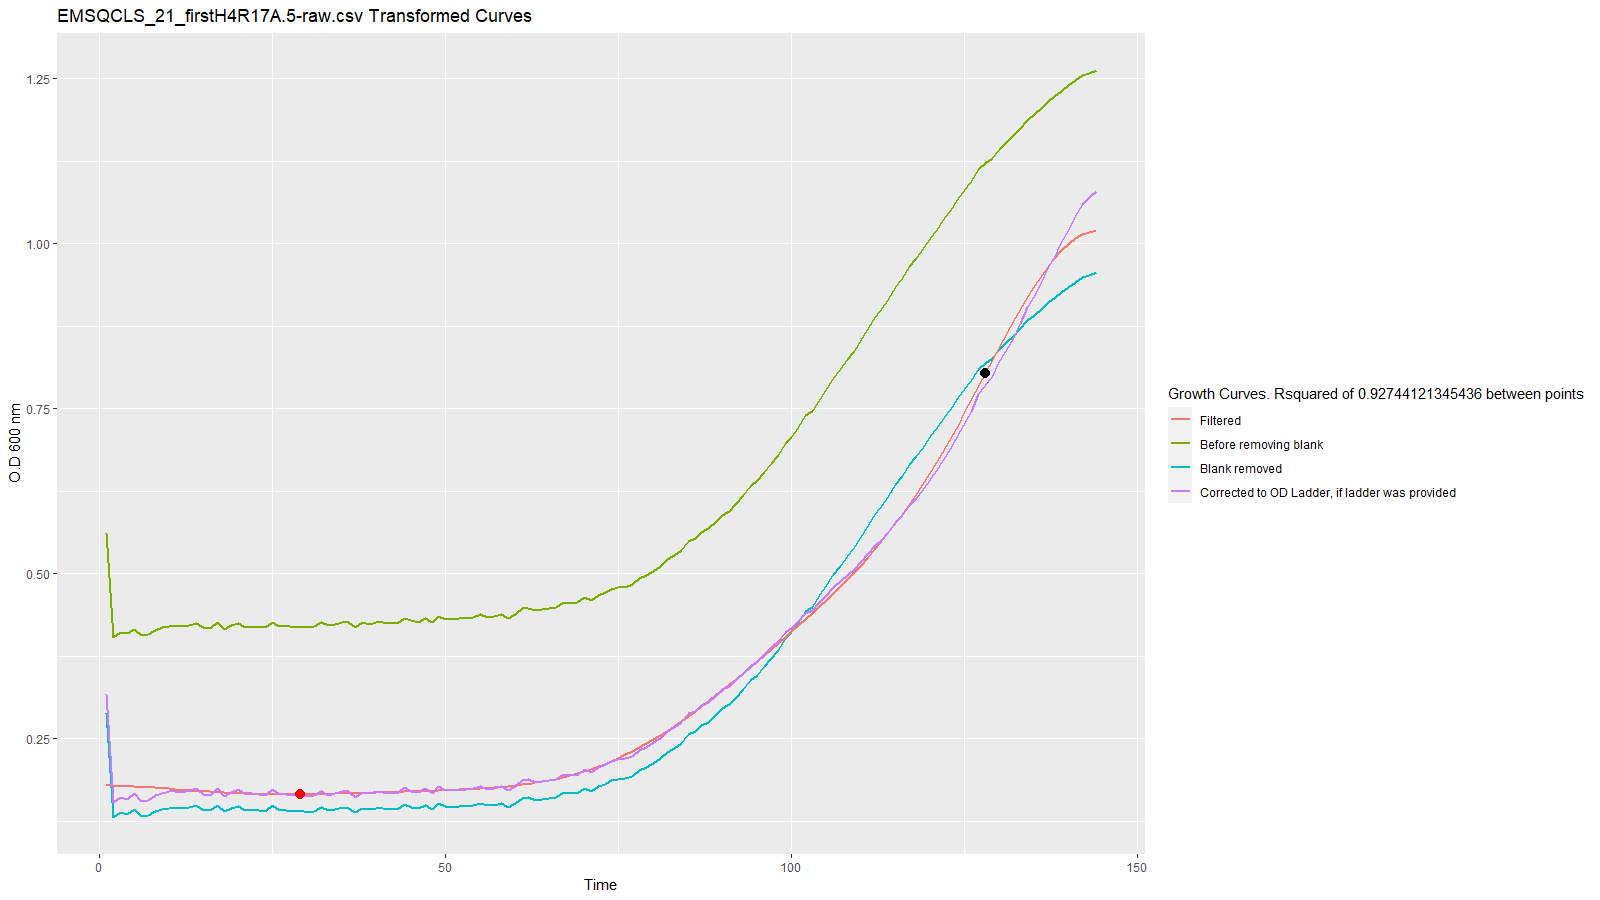 EMSQCLS_21_firstH4R17A.5-raw.csv Transformed Curves
1.25
1.00
0.75
0.50
0.25
O.D 600 nm
0
50
100
150
Time
Growth Curves. Rsquared of 0.92744121345436 between points
Filtered
Before removing blank
Blank removed
Corrected to OD Ladder, if ladder was provided